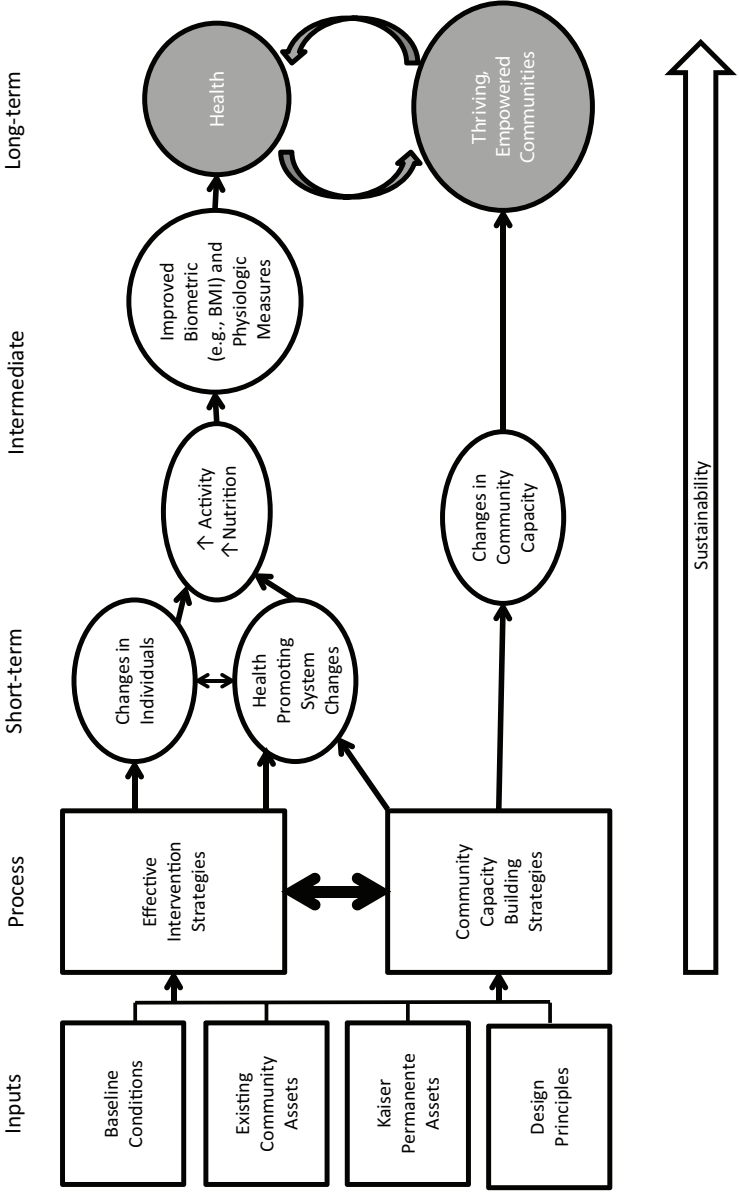 Inputs
Process
Short-term
Intermediate
Long-term
Baseline
Conditions
Existing
Community
Assets
Kaiser
Permanente
Assets
Design
Principles
Effective
Intervention
Strategies
Community
Capacity
Building
Strategies
Changes in
Individuals
Health
Promoting
System
Changes
↑ Activity
↑Nutrition
Improved
Biometric
(e.g., BMI) and
Physiologic
Measures
Changes in
Community
Capacity
Health
Thriving,
Empowered
Communities
Sustainability